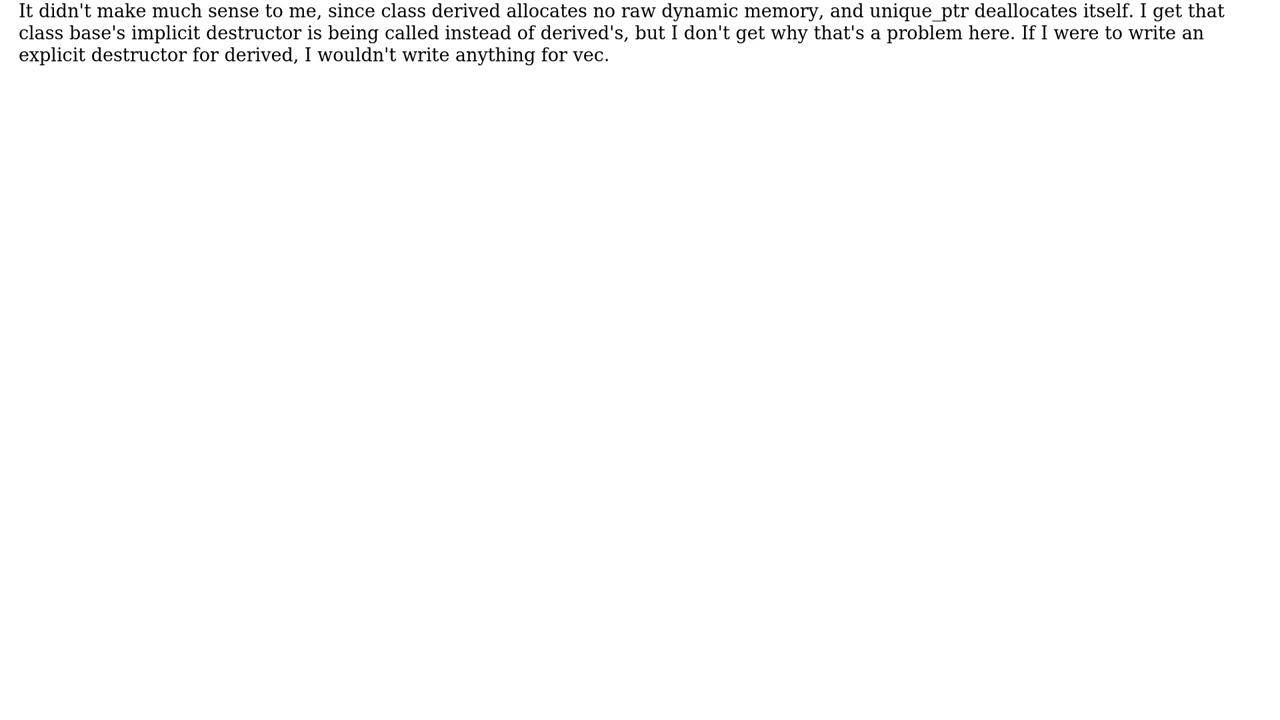 It didn't make much sense to me, since class derived allocates no raw dynamic memory, and unique_ptr deallocates itself. I get that
class base's implicit destructor is being called instead of derived's, but I don't get why that's a problem here. If I were to write an
explicit destructor for derived, I wouldn't write anything for vec.